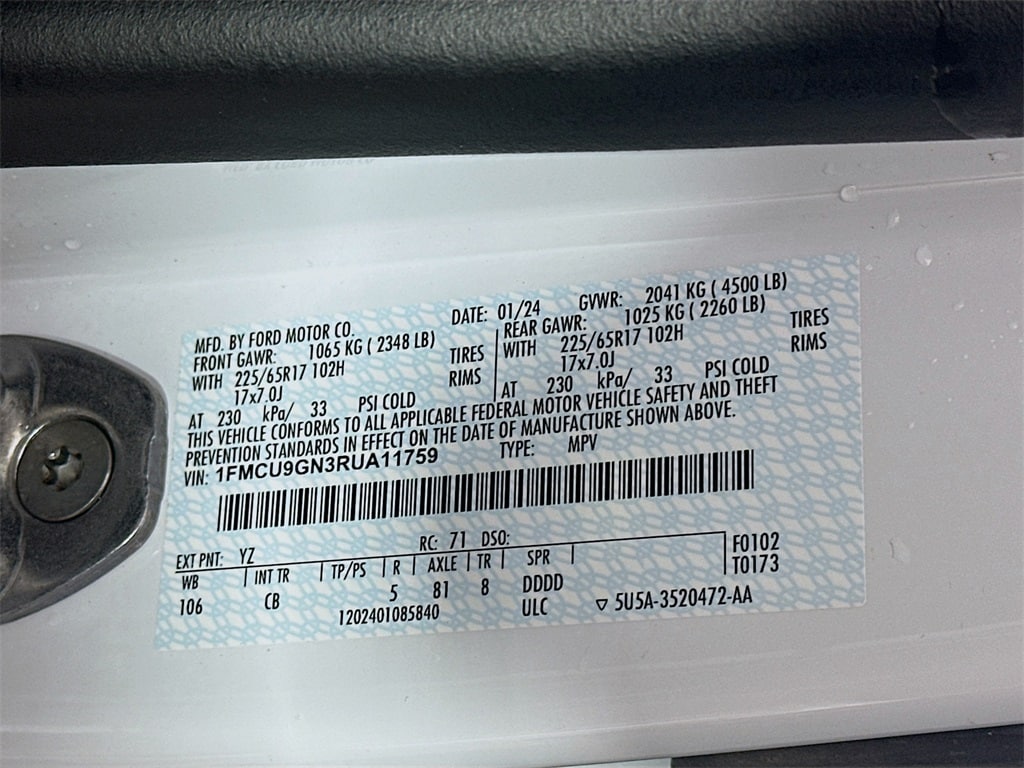 MFD. BY FORD MOTOR CO. DATE: 01/24 GVWR: 2041 KG ( 4500 LB)
FRONT GAWR: 1065 KG ( 2348 LB) REAR GAWR: 1025 KG ( 2260 LB)
WITH 225/65R17 102H TIRES WITH 225/65R17 102H TIRES
17x7.0J RIMS 17x7.0J RIMS
AT 230 kPa/ 33 PSI COLD AT 230 kPa/ 33 PSI COLD
THIS VEHICLE CONFORMS TO ALL APPLICABLE FEDERAL MOTOR VEHICLE SAFETY AND THEFT
PREVENTION STANDARDS IN EFFECT ON THE DATE OF MANUFACTURE SHOWN ABOVE.
VIN: 1FMCU9GN3RUA11759 TYPE: MPV
EXT PNT: YZ RC: 71 DSO: F0102
WB INT TR TP/PS R AXLE TR SPR T0173
106 CB 5 81 8 DDDD
1202401085840 ULC ▽ 5U5A-3520472-AA